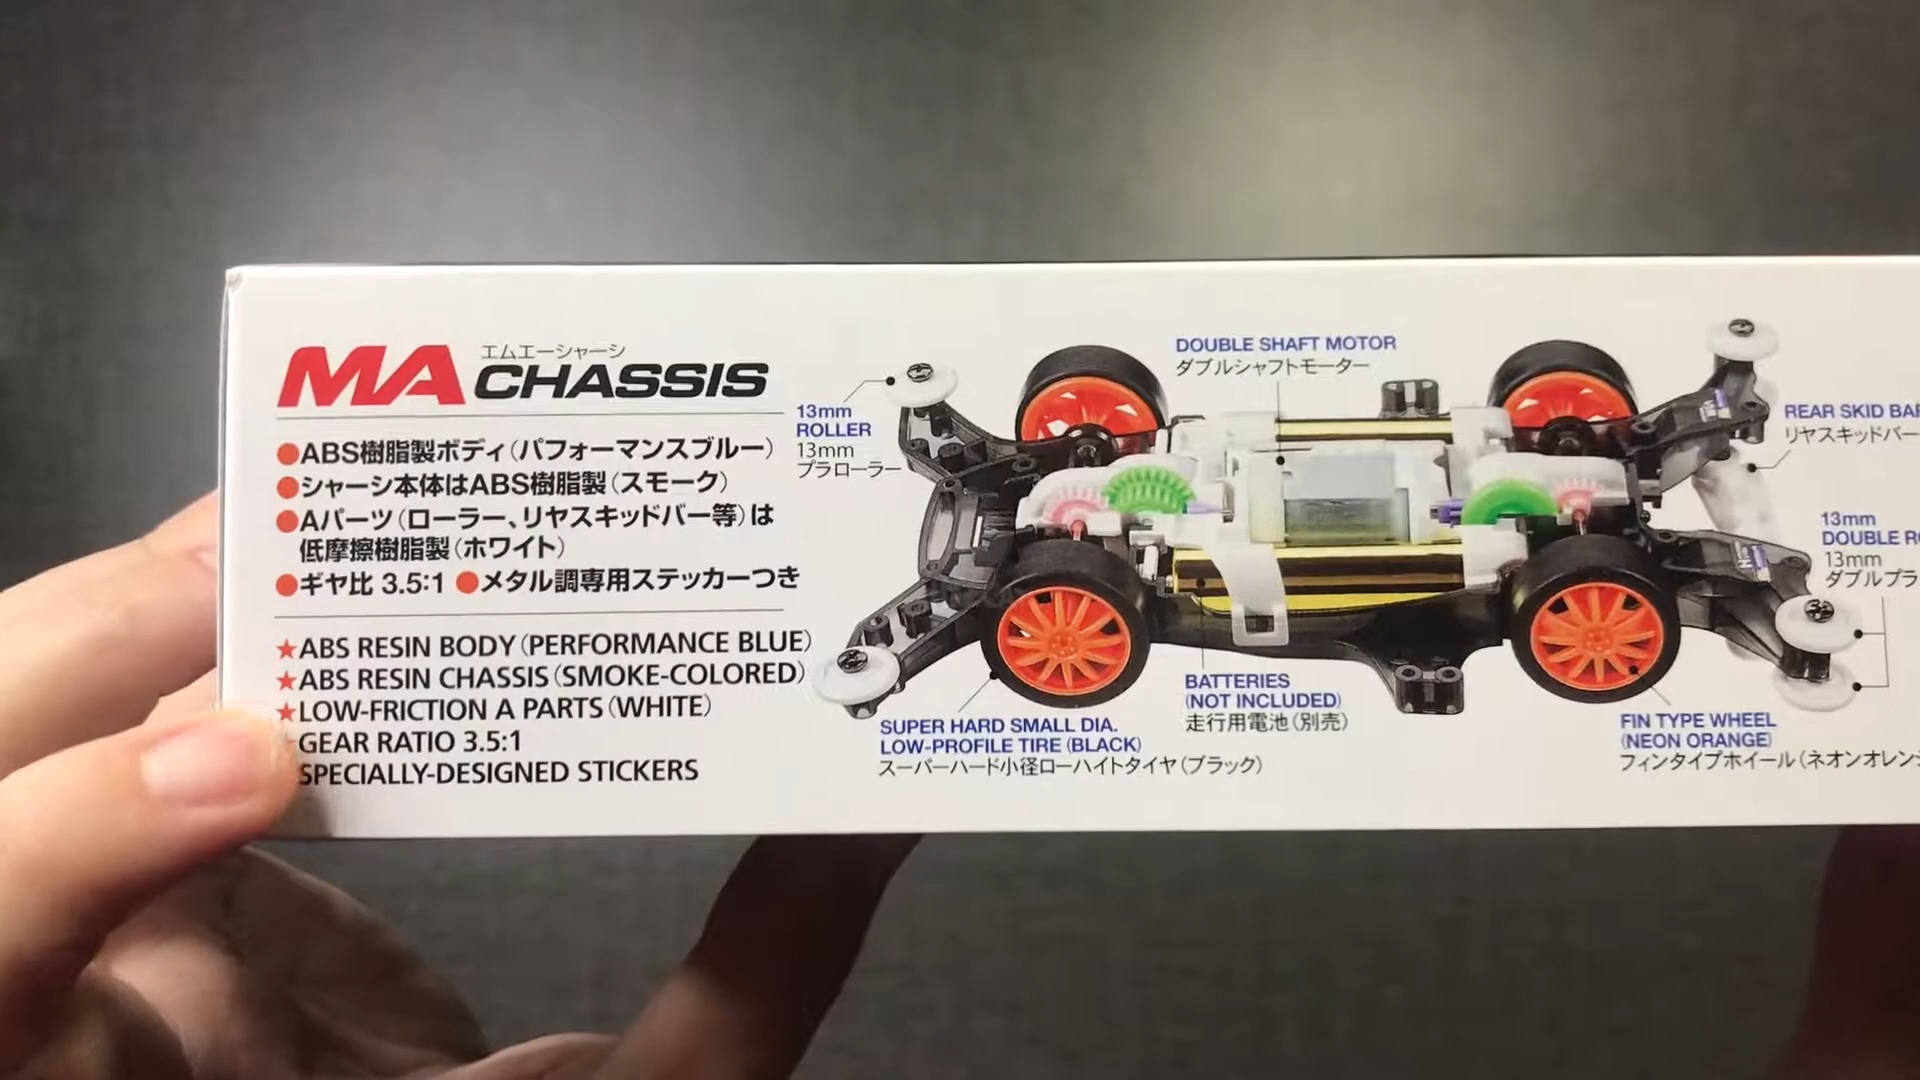 MA エムエーシャーシ
CHASSIS
●ABS樹脂製ボディ（パフォーマンスブルー）
●シャーシ本体はABS樹脂製（スモーク）
●Aパーツ（ローラー、リヤスキッドバー等）は
低摩擦樹脂製（ホワイト）
●ギヤ比 3.5:1 ●メタル調専用ステッカーつき
★ABS RESIN BODY (PERFORMANCE BLUE)
★ABS RESIN CHASSIS (SMOKE-COLORED)
★LOW-FRICTION A PARTS (WHITE)
GEAR RATIO 3.5:1
SPECIALLY-DESIGNED STICKERS
13mm
ROLLER
13mm
プラローラー
DOUBLE SHAFT MOTOR
ダブルシャフトモーター
REAR SKID BAR
リヤスキッドバー
13mm
DOUBLE
13mm
ダブルプラ
SUPER HARD SMALL DIA.
LOW-PROFILE TIRE (BLACK)
スーパーハード小径ローハイトタイヤ（ブラック）
BATTERIES
(NOT INCLUDED)
走行用電池（別売）
FIN TYPE WHEEL
(NEON ORANGE)
フィンタイプホイール（ネオンオレン